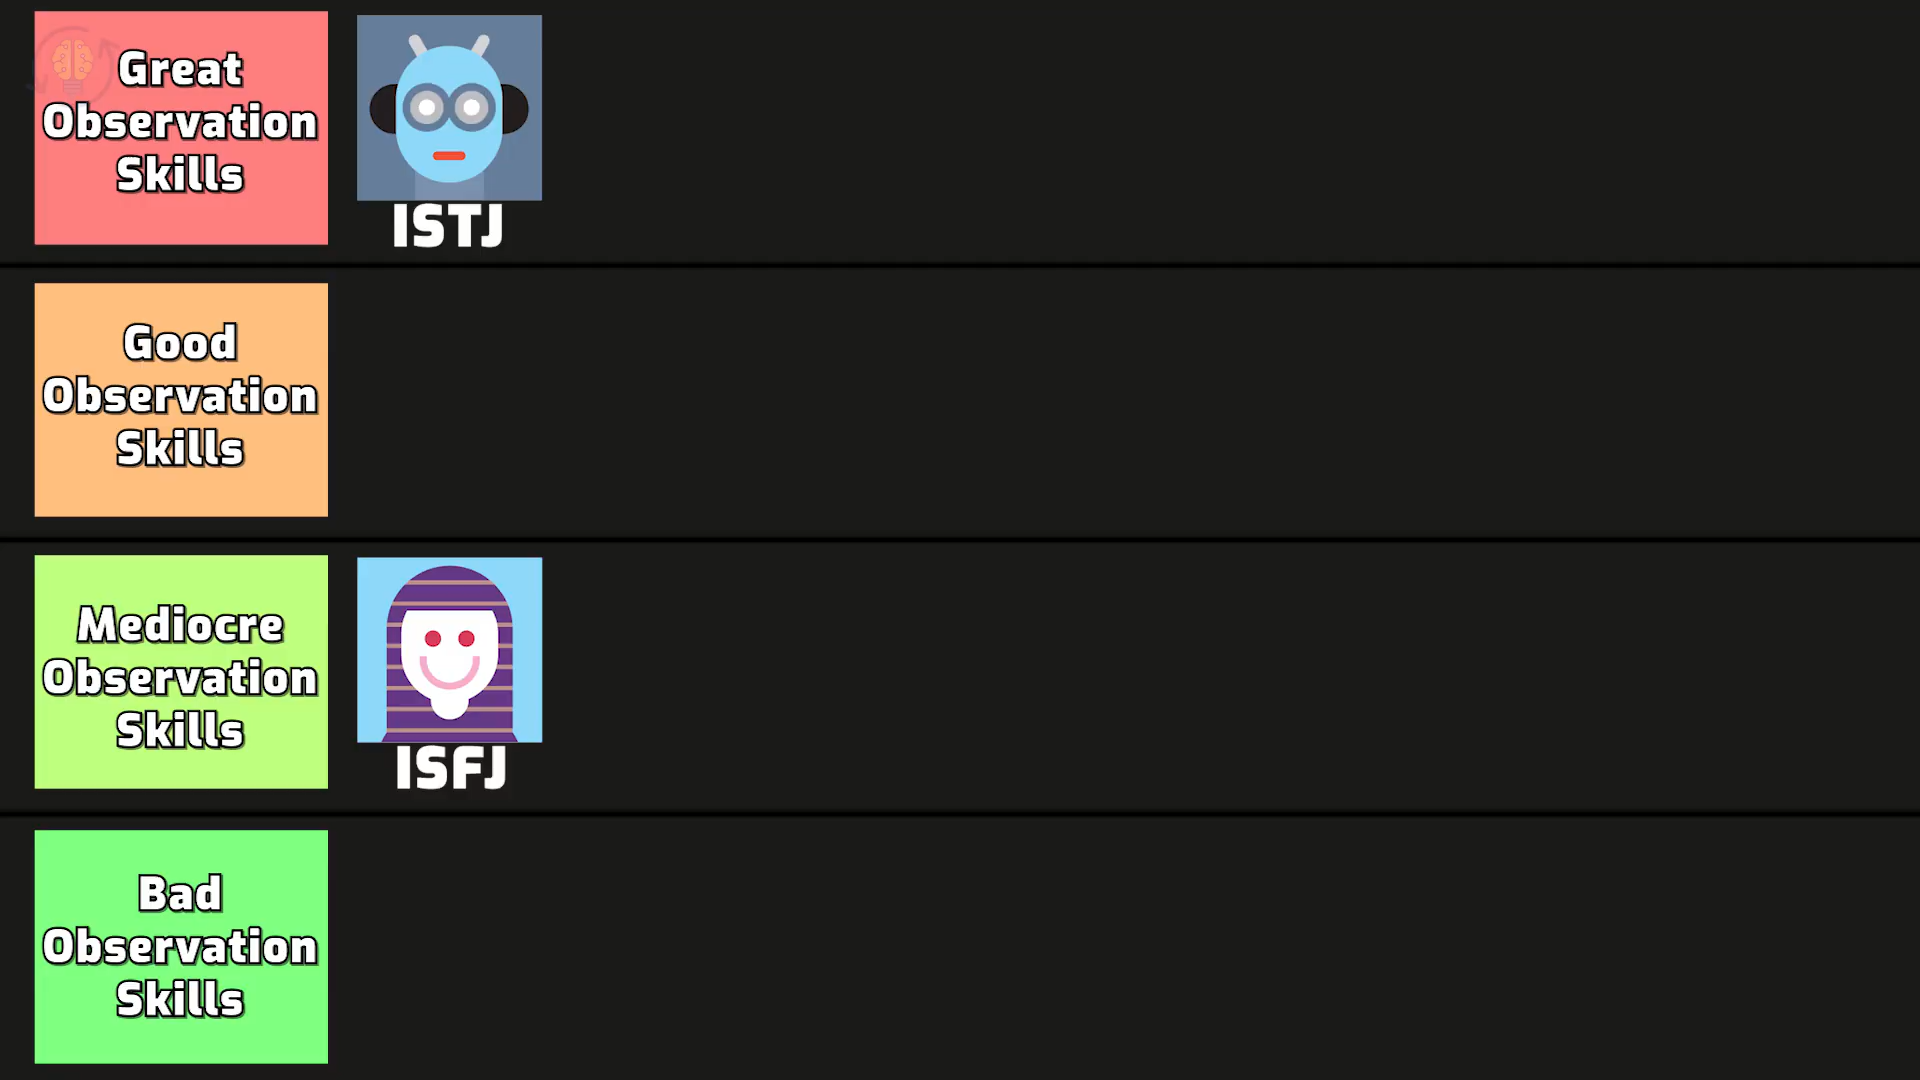 Great
Observation
Skills
ISTJ
Good
Observation
Skills
Mediocre
Observation
Skills
ISFJ
Bad
Observation
Skills